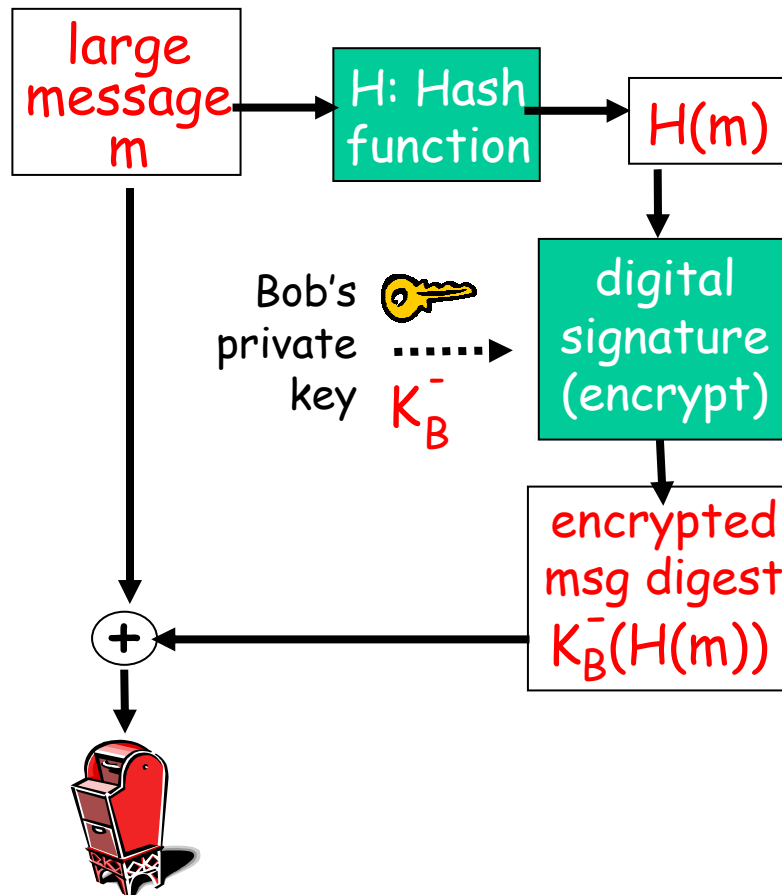 large
message
m
H: Hash
function
H(m)
Bob's
private
key
K_B^-
digital
signature
(encrypt)
encrypted
msg digest
K_B^-(H(m))
+